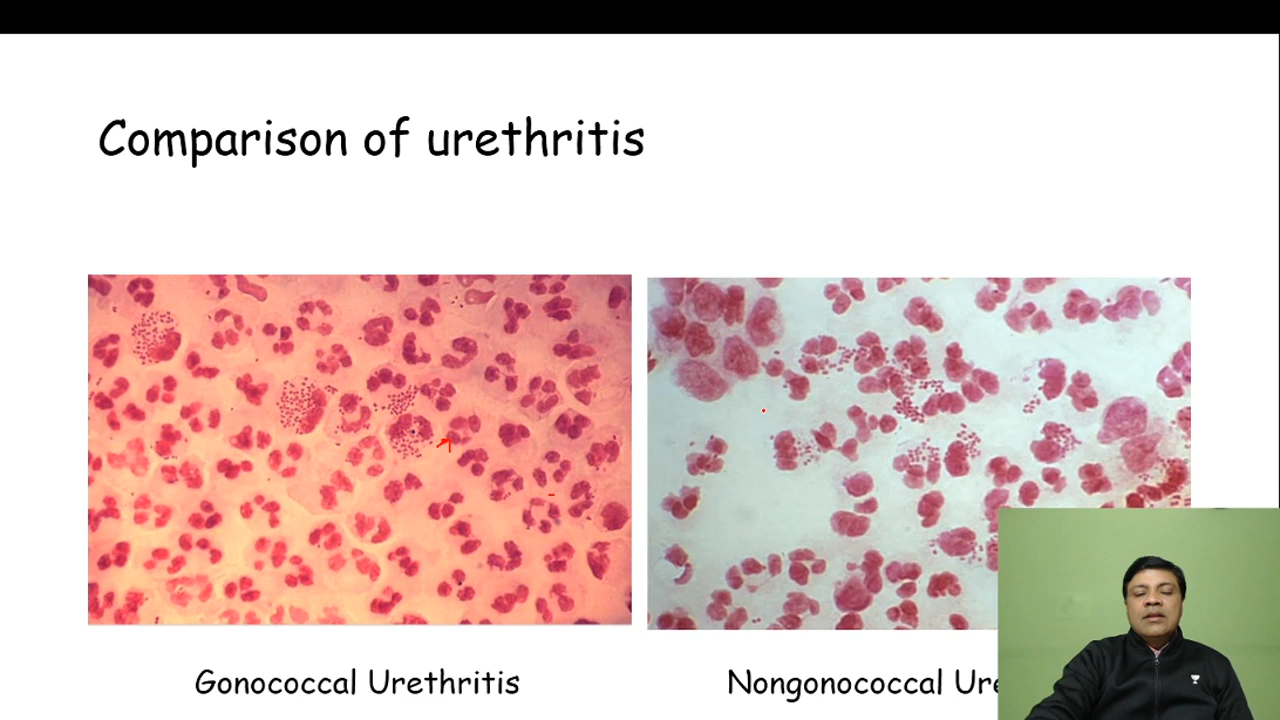 Comparison of urethritis
Gonococcal Urethritis
Nongonococcal Ure